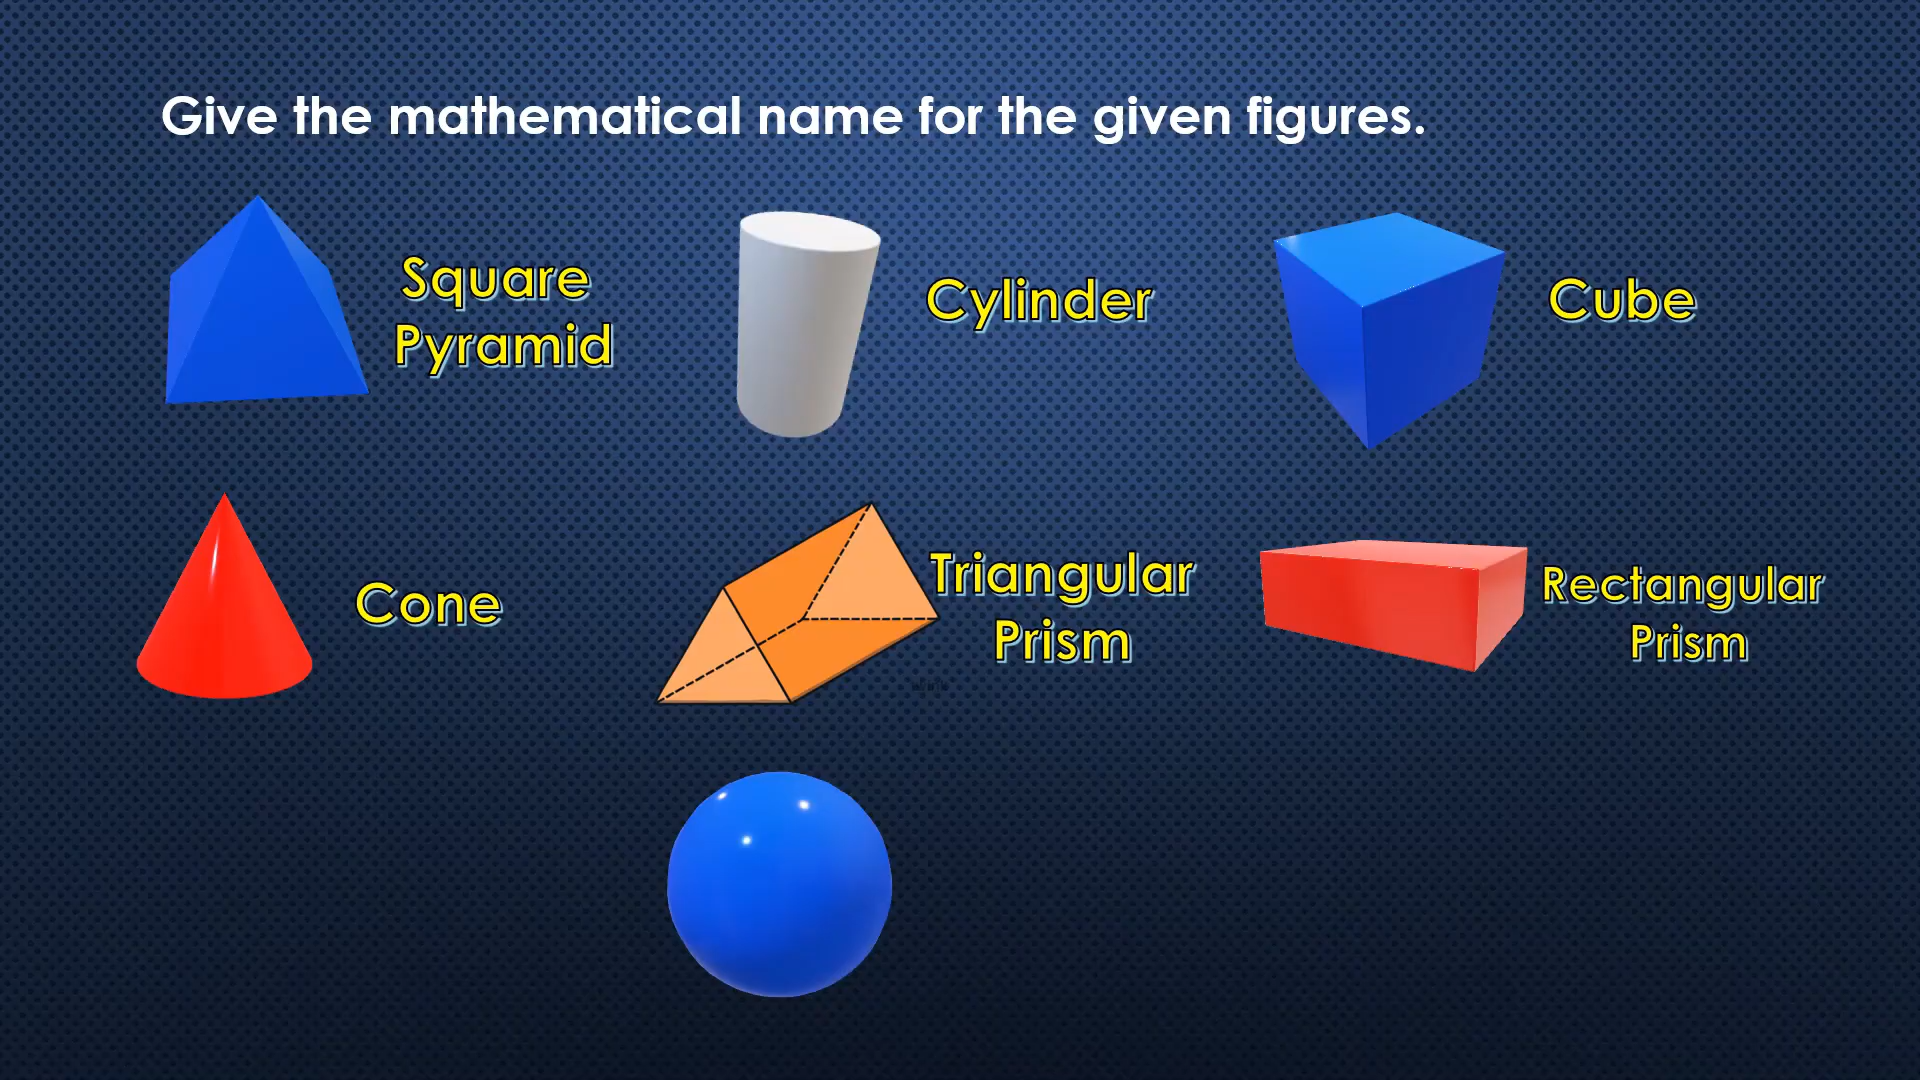 Give the mathematical name for the given figures.
Square
Pyramid
Cylinder
Cube
Cone
Triangular
Prism
Rectangular
Prism